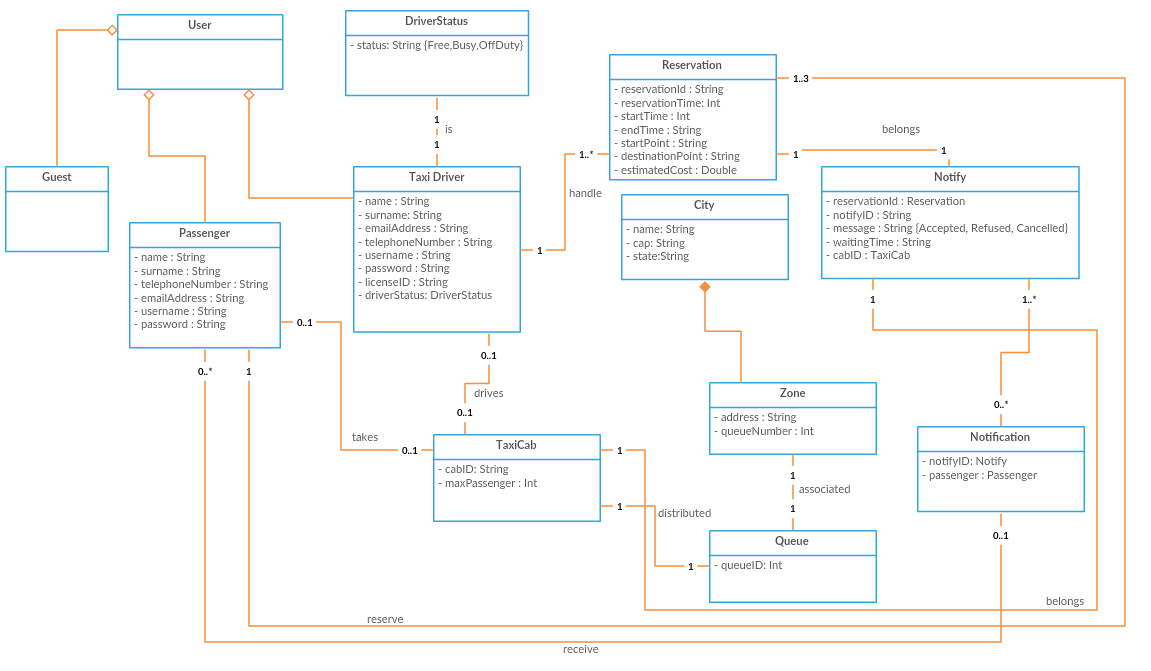 User
DriverStatus
- status: String {Free,Busy,OffDuty}
1
is
1
Reservation
- reservationId : String
- reservationTime: Int
- startTime : Int
- endTime : String
- startPoint : String
- destinationPoint : String
- estimatedCost : Double
1..3
belongs
1
1
1..*
handle
1
Guest
Taxi Driver
- name : String
- surname: String
- emailAddress : String
- telephoneNumber : String
- username : String
- password : String
- licenseID : String
- driverStatus: DriverStatus
Notify
- reservationId : Reservation
- notifyID : String
- message : String {Accepted, Refused, Cancelled}
- waitingTime : String
- cabID : TaxiCab
City
- name: String
- cap: String
- state:String
Passenger
- name : String
- surname : String
- telephoneNumber : String
- emailAddress : String
- username : String
- password : String
1
1..*
0..1
0..*
1
0..1
drives
0..1
takes
0..1
Zone
- address : String
- queueNumber : Int
0..*
Notification
- notifyID: Notify
- passenger : Passenger
TaxiCab
- cabID: String
- maxPassenger : Int
1
1
distributed
1
associated
1
Queue
- queueID: Int
1
0..1
belongs
reserve
receive